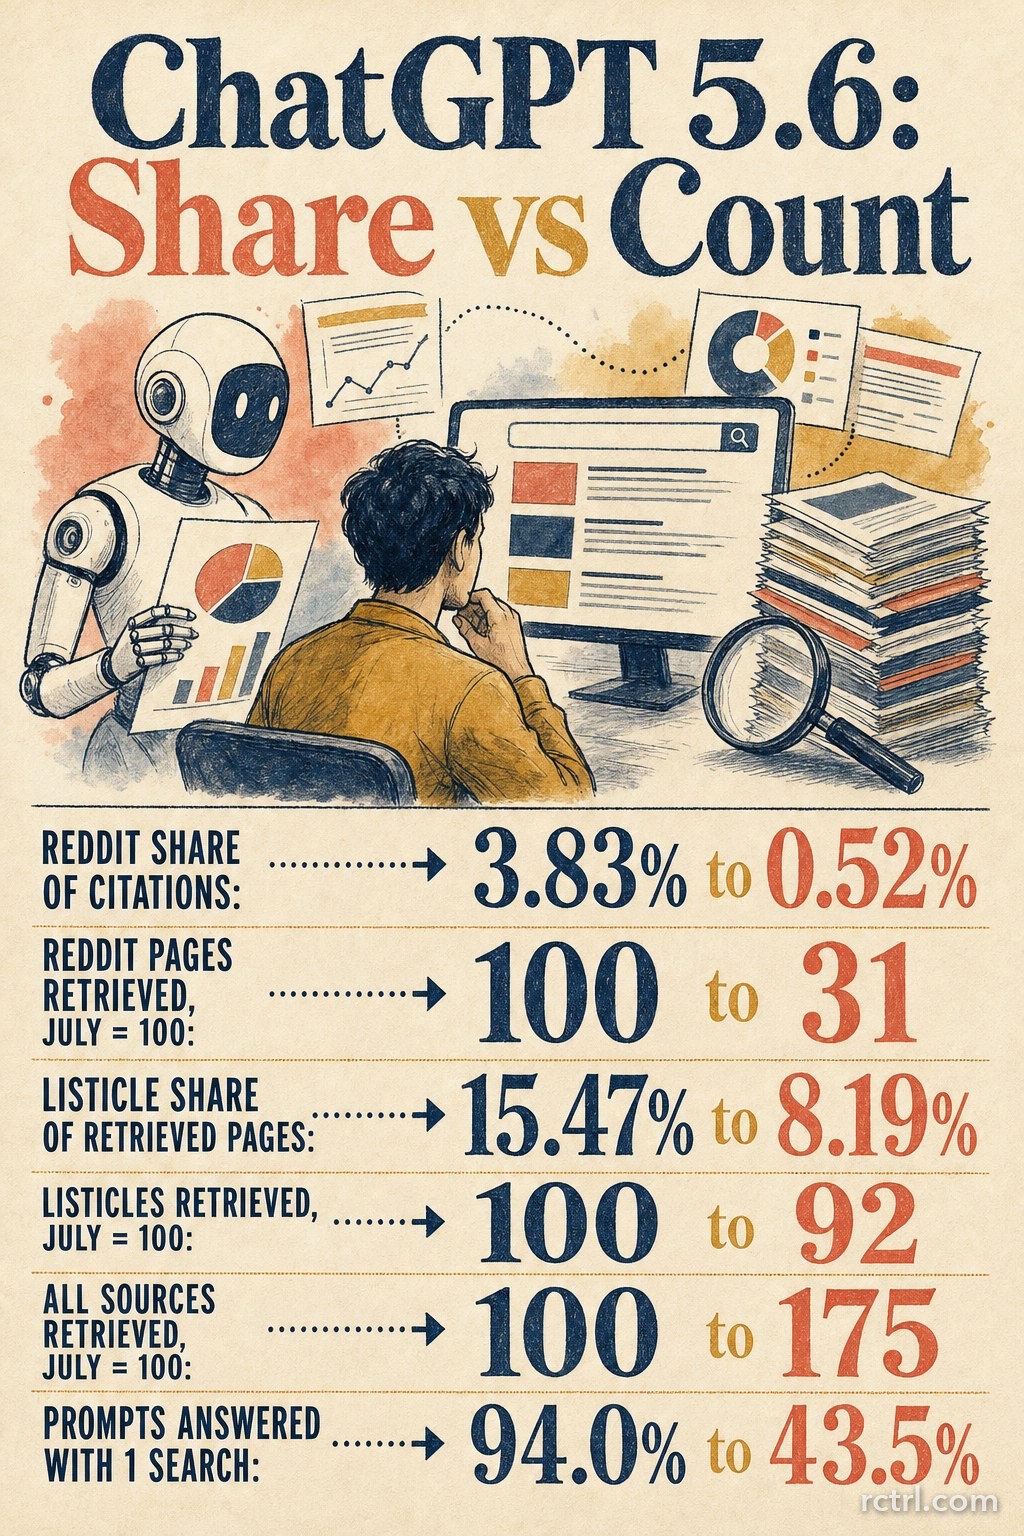 ChatGPT 5.6:
Share vs Count
REDDIT SHARE
OF CITATIONS:
3.83% to 0.52%
REDDIT PAGES
RETRIEVED,
JULY = 100:
100 to 31
LISTICLE SHARE
OF RETRIEVED PAGES:
15.47% to 8.19%
LISTICLES RETRIEVED,
JULY = 100:
100 to 92
ALL SOURCES
RETRIEVED,
JULY = 100:
100 to 175
PROMPTS ANSWERED
WITH 1 SEARCH:
94.0% to 43.5%
rctrl.com